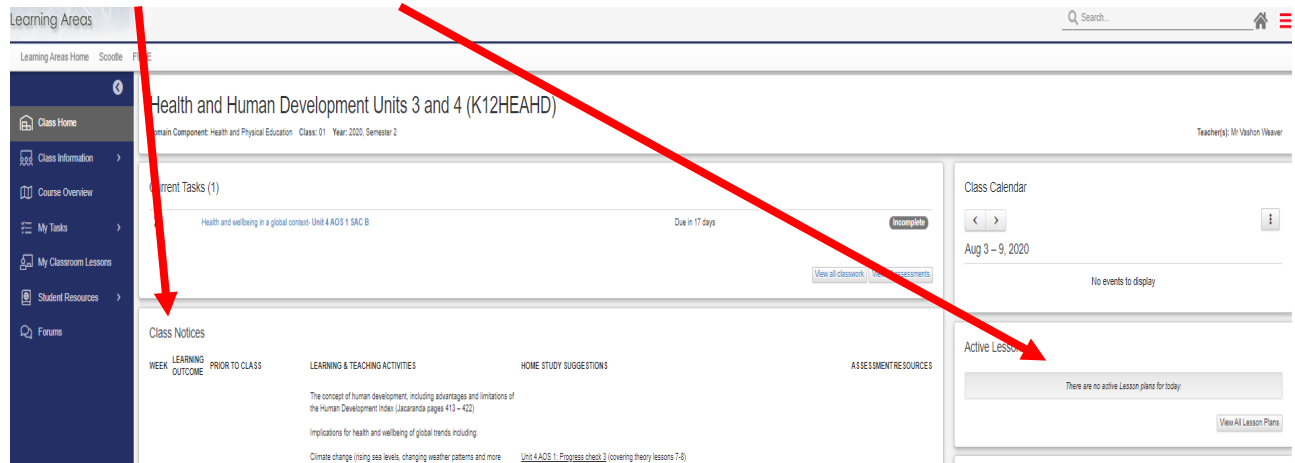 Learning Areas
Search...
Learning Areas Home Scootle
Health and Human Development Units 3 and 4 (K12HEAHD)
Domain Component: Health and Physical Education Class: 01 Year: 2020, Semester 2
Teacher(s): Mr Vashon Weaver
Class Home
Class Information
Course Overview
My Tasks
My Classroom Lessons
Student Resources
Forums
Current Tasks (1)
Health and wellbeing in a global context- Unit 4 AOS 1 SAC B
Due in 17 days
Incomplete
View all classwork
assessments
Class Notices
WEEK LEARNING OUTCOME PRIOR TO CLASS LEARNING & TEACHING ACTIVITIES HOME STUDY SUGGESTIONS ASSESSMENT RESOURCES
The concept of human development, including advantages and limitations of
the Human Development Index (Jacaranda pages 413 – 422)
Implications for health and wellbeing of global trends including:
Climate change (rising sea levels, changing weather patterns and more
Unit 4 AOS 1: Progress check 3 (covering theory lessons 7-8)
Class Calendar
Aug 3 – 9, 2020
No events to display
Active Lesson
There are no active Lesson plans for today.
View All Lesson Plans